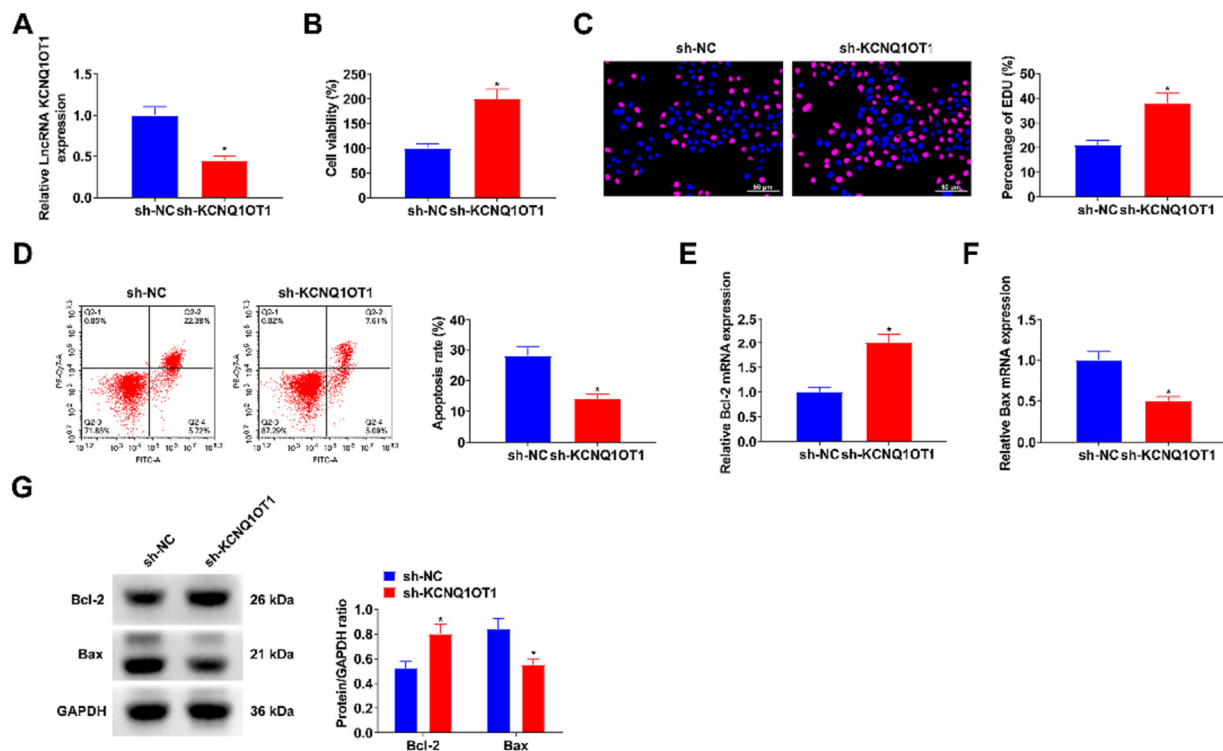 A
Relative LncRNA KCNQ1OT1
expression
1.5
1.0
0.5
0.0
*
sh-NC sh-KCNQ1OT1
B
Cell viability (%)
250
200
150
100
50
0
*
sh-NC sh-KCNQ1OT1
C
sh-NC
sh-KCNQ1OT1
50 μm
50 μm
Percentage of EDU (%)
50
40
30
20
10
0
*
sh-NC sh-KCNQ1OT1
D
sh-NC
Q2-1
Q2-2
22.38%
Q2-3
71.85%
Q2-4
5.72%
PE-Cy7-A
FITC-A
sh-KCNQ1OT1
Q2-1
0.02%
Q2-2
7.61%
Q2-3
87.29%
Q2-4
5.09%
PE-Cy7-A
FITC-A
Apoptosis rate (%)
40
30
20
10
0
*
sh-NC sh-KCNQ1OT1
E
Relative Bcl-2 mRNA expression
2.5
2.0
1.5
1.0
0.5
0.0
*
sh-NC sh-KCNQ1OT1
F
Relative Bax mRNA expression
1.5
1.0
0.5
0.0
*
sh-NC sh-KCNQ1OT1
G
sh-NC
sh-KCNQ1OT1
Bcl-2
26 kDa
Bax
21 kDa
GAPDH
36 kDa
sh-NC
sh-KCNQ1OT1
Protein/GAPDH ratio
1.0
0.8
0.6
0.4
0.2
0.0
*
*
Bcl-2
Bax